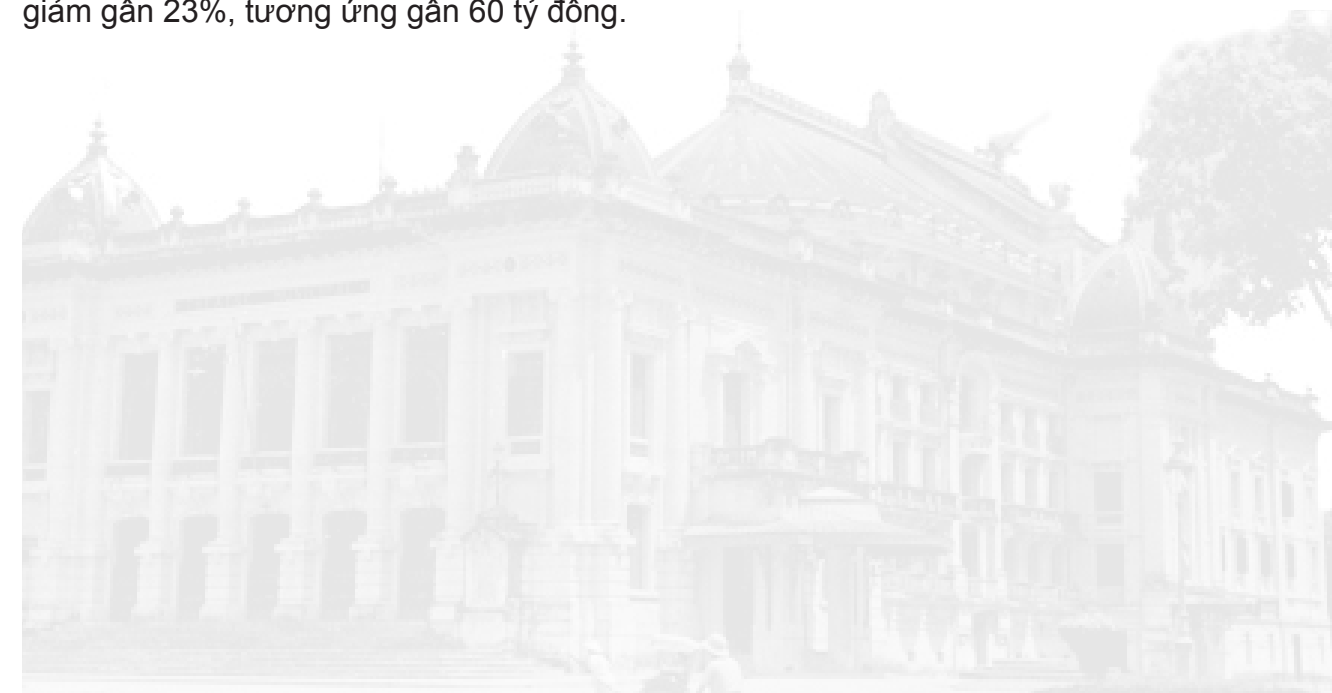 giảm gần 23%, tương ứng gần 60 tỷ đồng.